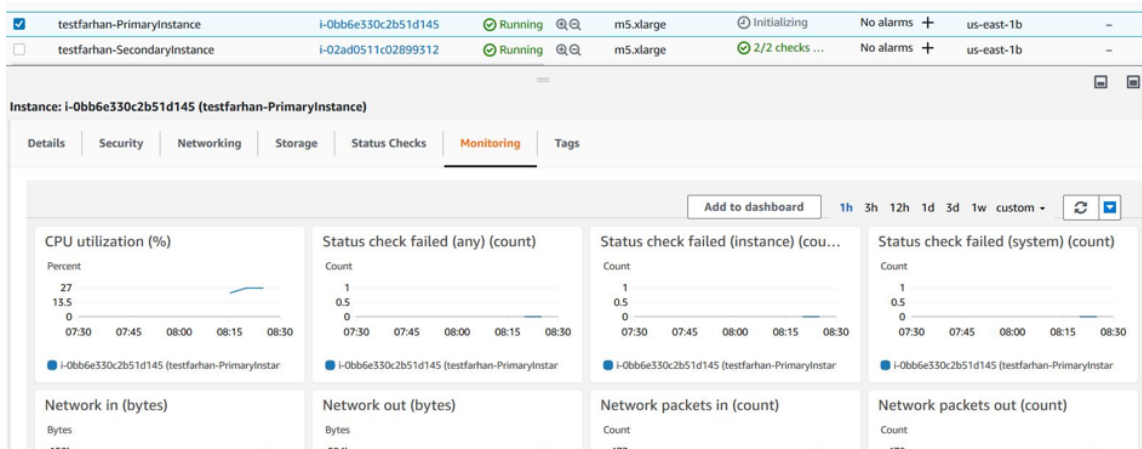 testfarhan-PrimaryInstance i-0bb6e330c2b51d145 Running m5.xlarge Initializing No alarms + us-east-1b –
testfarhan-SecondaryInstance i-02ad0511c02899312 Running m5.xlarge 2/2 checks ... No alarms + us-east-1b –
Instance: i-0bb6e330c2b51d145 (testfarhan-PrimaryInstance)
Details Security Networking Storage Status Checks Monitoring Tags
Add to dashboard 1h 3h 12h 1d 3d 1w custom
CPU utilization (%)
Percent
27
13.5
0
07:30 07:45 08:00 08:15 08:30
i-0bb6e330c2b51d145 (testfarhan-PrimaryInstar
Status check failed (any) (count)
Count
1
0.5
0
07:30 07:45 08:00 08:15 08:30
i-0bb6e330c2b51d145 (testfarhan-PrimaryInstar
Status check failed (instance) (cou...
Count
1
0.5
0
07:30 07:45 08:00 08:15 08:30
i-0bb6e330c2b51d145 (testfarhan-PrimaryInstar
Status check failed (system) (count)
Count
1
0.5
0
07:30 07:45 08:00 08:15 08:30
i-0bb6e330c2b51d145 (testfarhan-PrimaryInstar
Network in (bytes)
Bytes
Network out (bytes)
Bytes
Network packets in (count)
Count
Network packets out (count)
Count